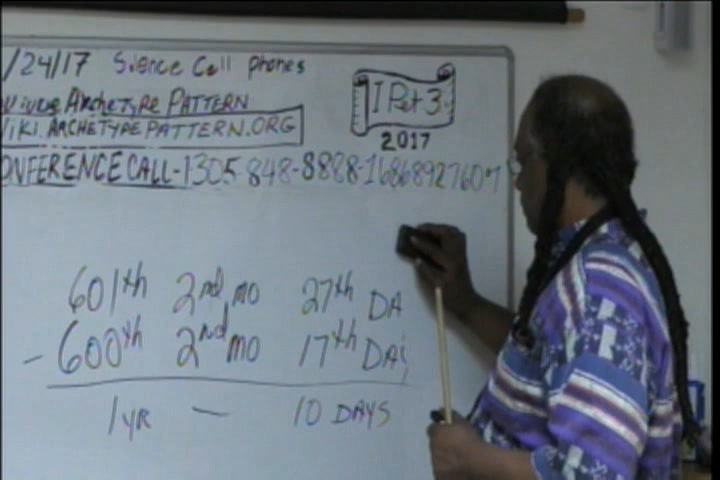 /24/17 Silence Cell phones
Archetype Pattern
Wiki.ArchetypePattern.org
I Pet 3
2017
Onference Call-1305-848-8888-1686892760
601th 2nd mo 27th DA
- 600th 2nd mo 17th DAi
1 yr - 10 Days